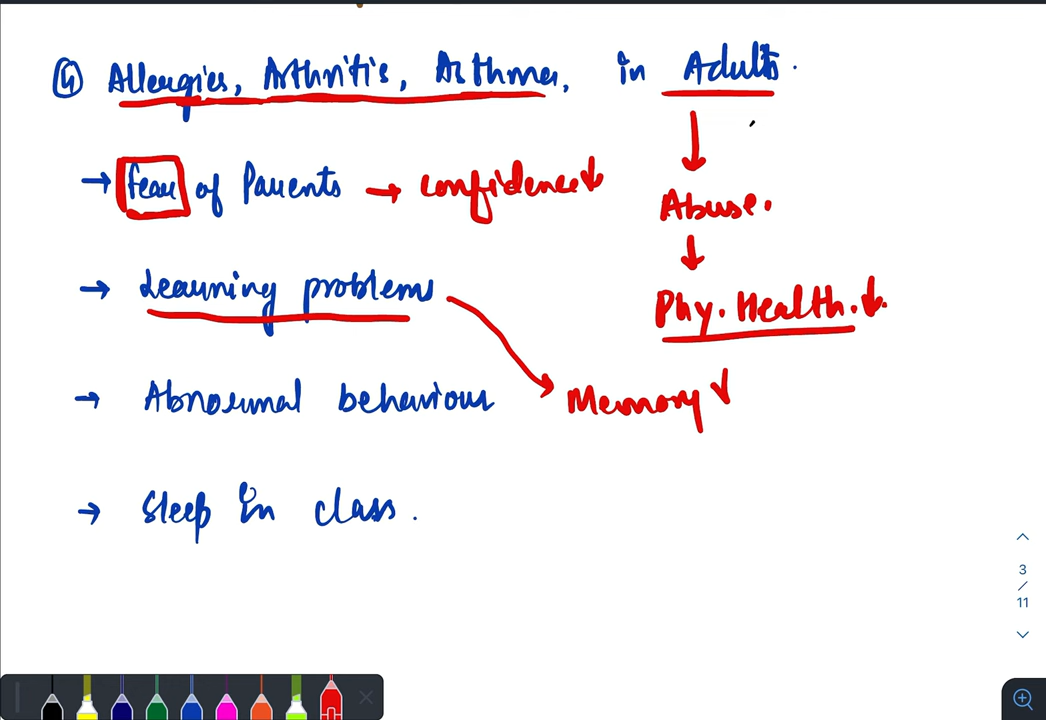 ④ Allergies, Arthritis, Asthma, in Adults.
→ Fear of Parents → confidence↓
Abuse.
→ Learning problems
Phy. Health.↓
→ Abnormal behaviour
Memory ↓
→ Sleep in class.
3
/
11